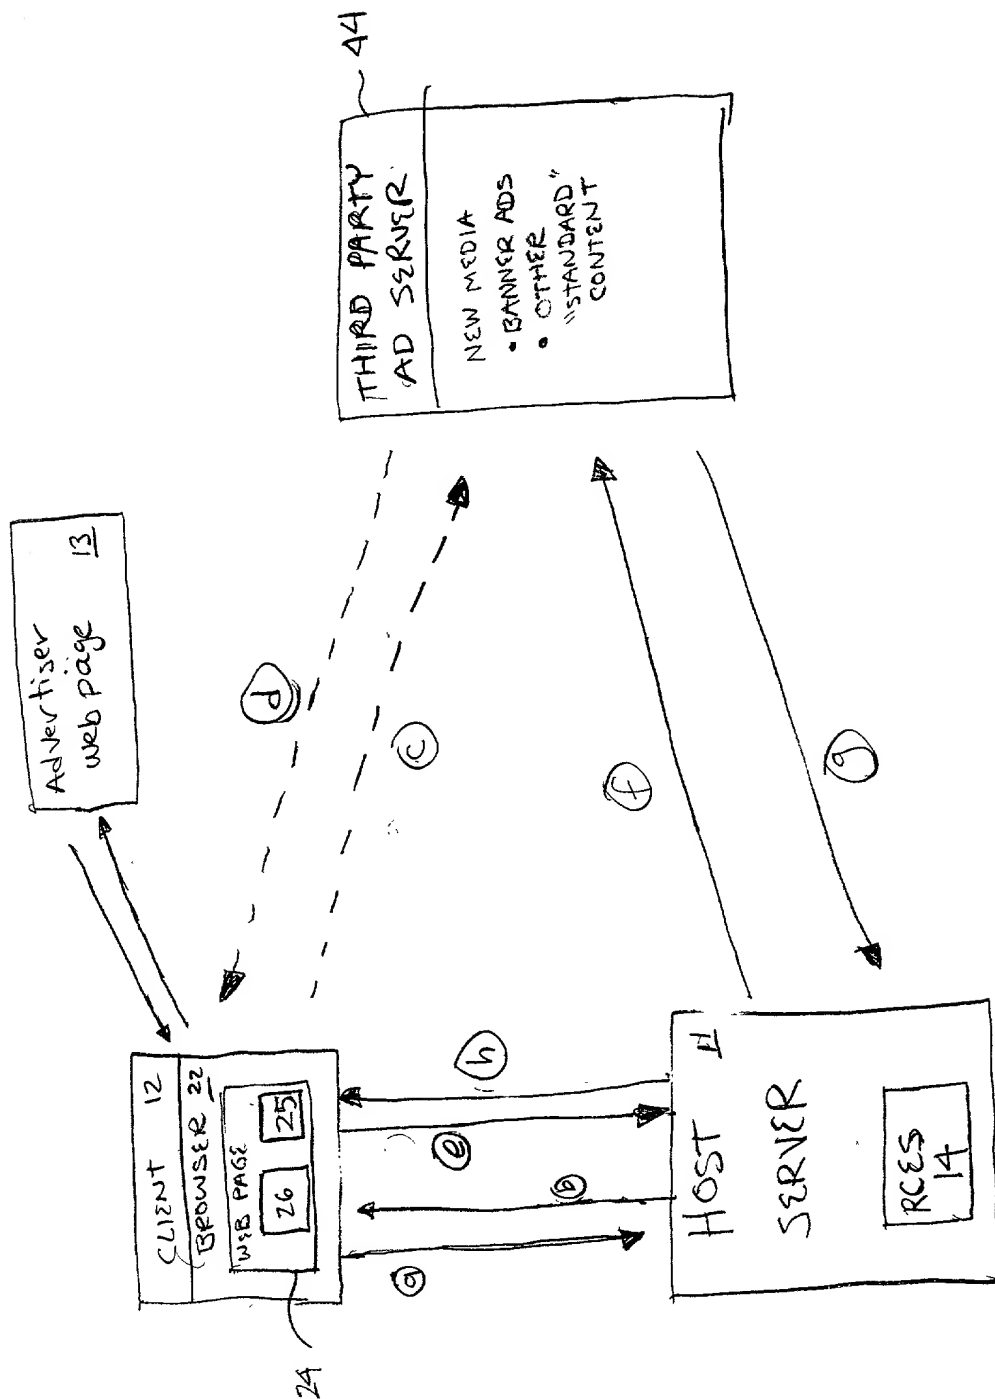 Advertiser
web page 13
CLIENT 12
BROWSER 22
WEB PAGE
26
25
24
THIRD PARTY
AD SERVER
44
NEW MEDIA
• BANNER ADS
• OTHER
"STANDARD"
CONTENT
d
c
a
b
e
h
f
g
HOST 11
SERVER
RCES
14